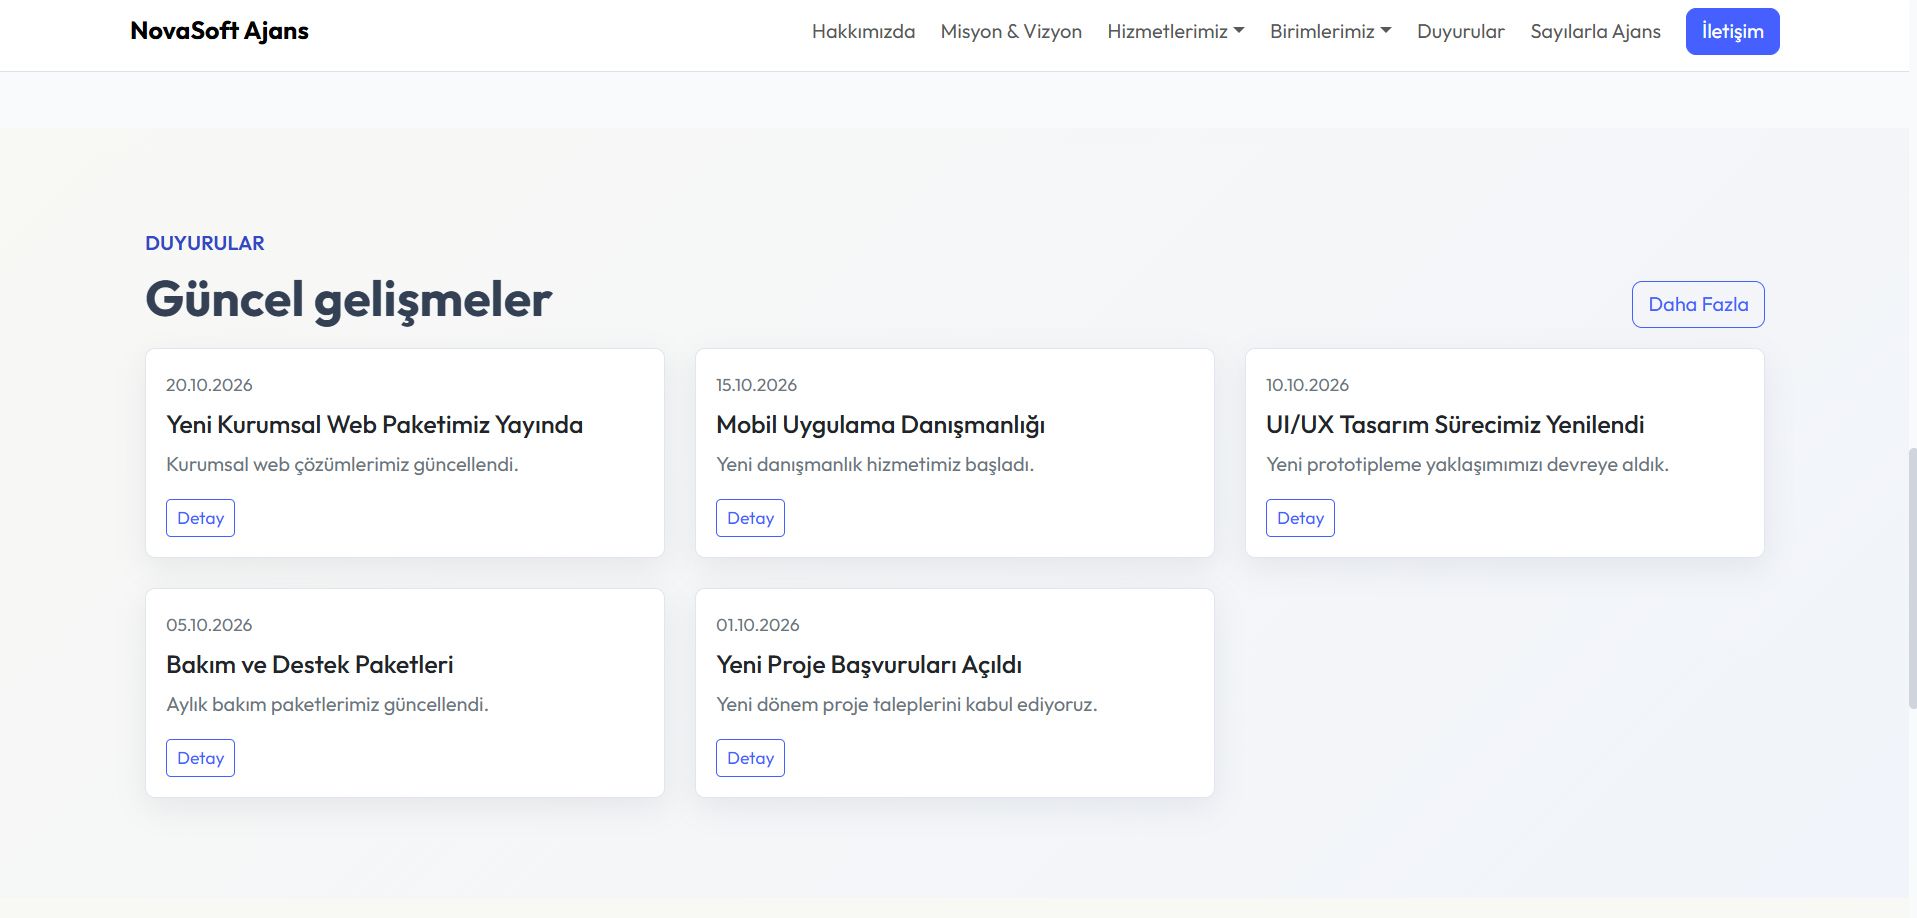 NovaSoft Ajans
Hakkımızda
Misyon & Vizyon
Hizmetlerimiz
Birimlerimiz
Duyurular
Sayılarla Ajans
İletişim
DUYURULAR
Güncel gelişmeler
Daha Fazla
20.10.2026
Yeni Kurumsal Web Paketimiz Yayında
Kurumsal web çözümlerimiz güncellendi.
Detay
15.10.2026
Mobil Uygulama Danışmanlığı
Yeni danışmanlık hizmetimiz başladı.
Detay
10.10.2026
UI/UX Tasarım Sürecimiz Yenilendi
Yeni prototipleme yaklaşımımızı devreye aldık.
Detay
05.10.2026
Bakım ve Destek Paketleri
Aylık bakım paketlerimiz güncellendi.
Detay
01.10.2026
Yeni Proje Başvuruları Açıldı
Yeni dönem proje taleplerini kabul ediyoruz.
Detay